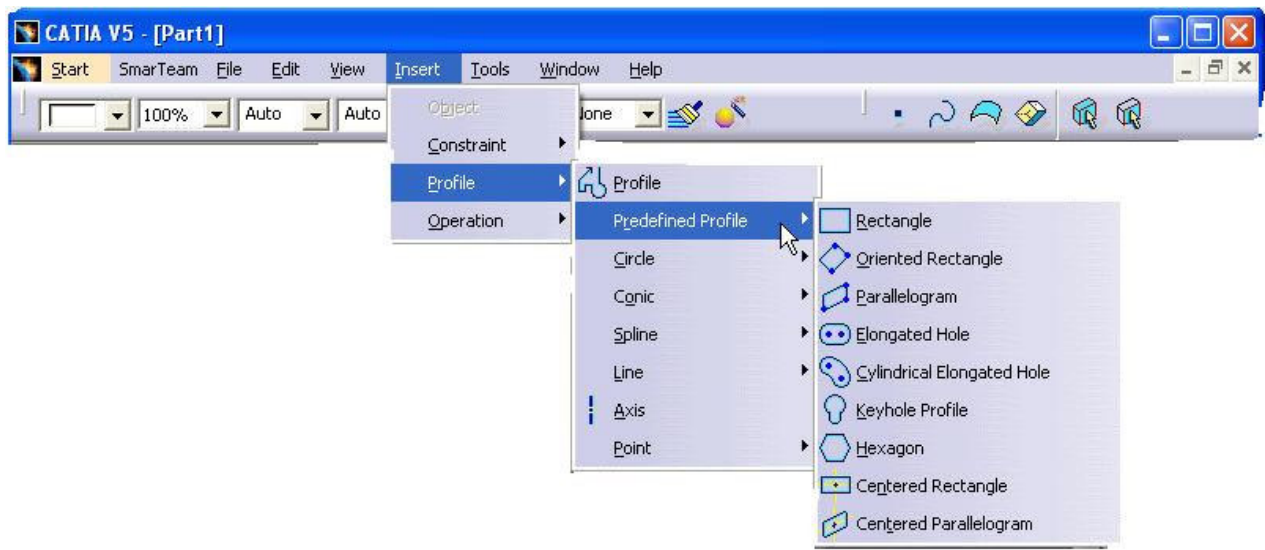 CATIA V5 - [Part1]
Start SmarTeam File Edit View Insert Tools Window Help
100% Auto Auto None
Object
Constraint
Profile
Operation
Profile
Predefined Profile
Circle
Conic
Spline
Line
Axis
Point
Rectangle
Oriented Rectangle
Parallelogram
Elongated Hole
Cylindrical Elongated Hole
Keyhole Profile
Hexagon
Centered Rectangle
Centered Parallelogram